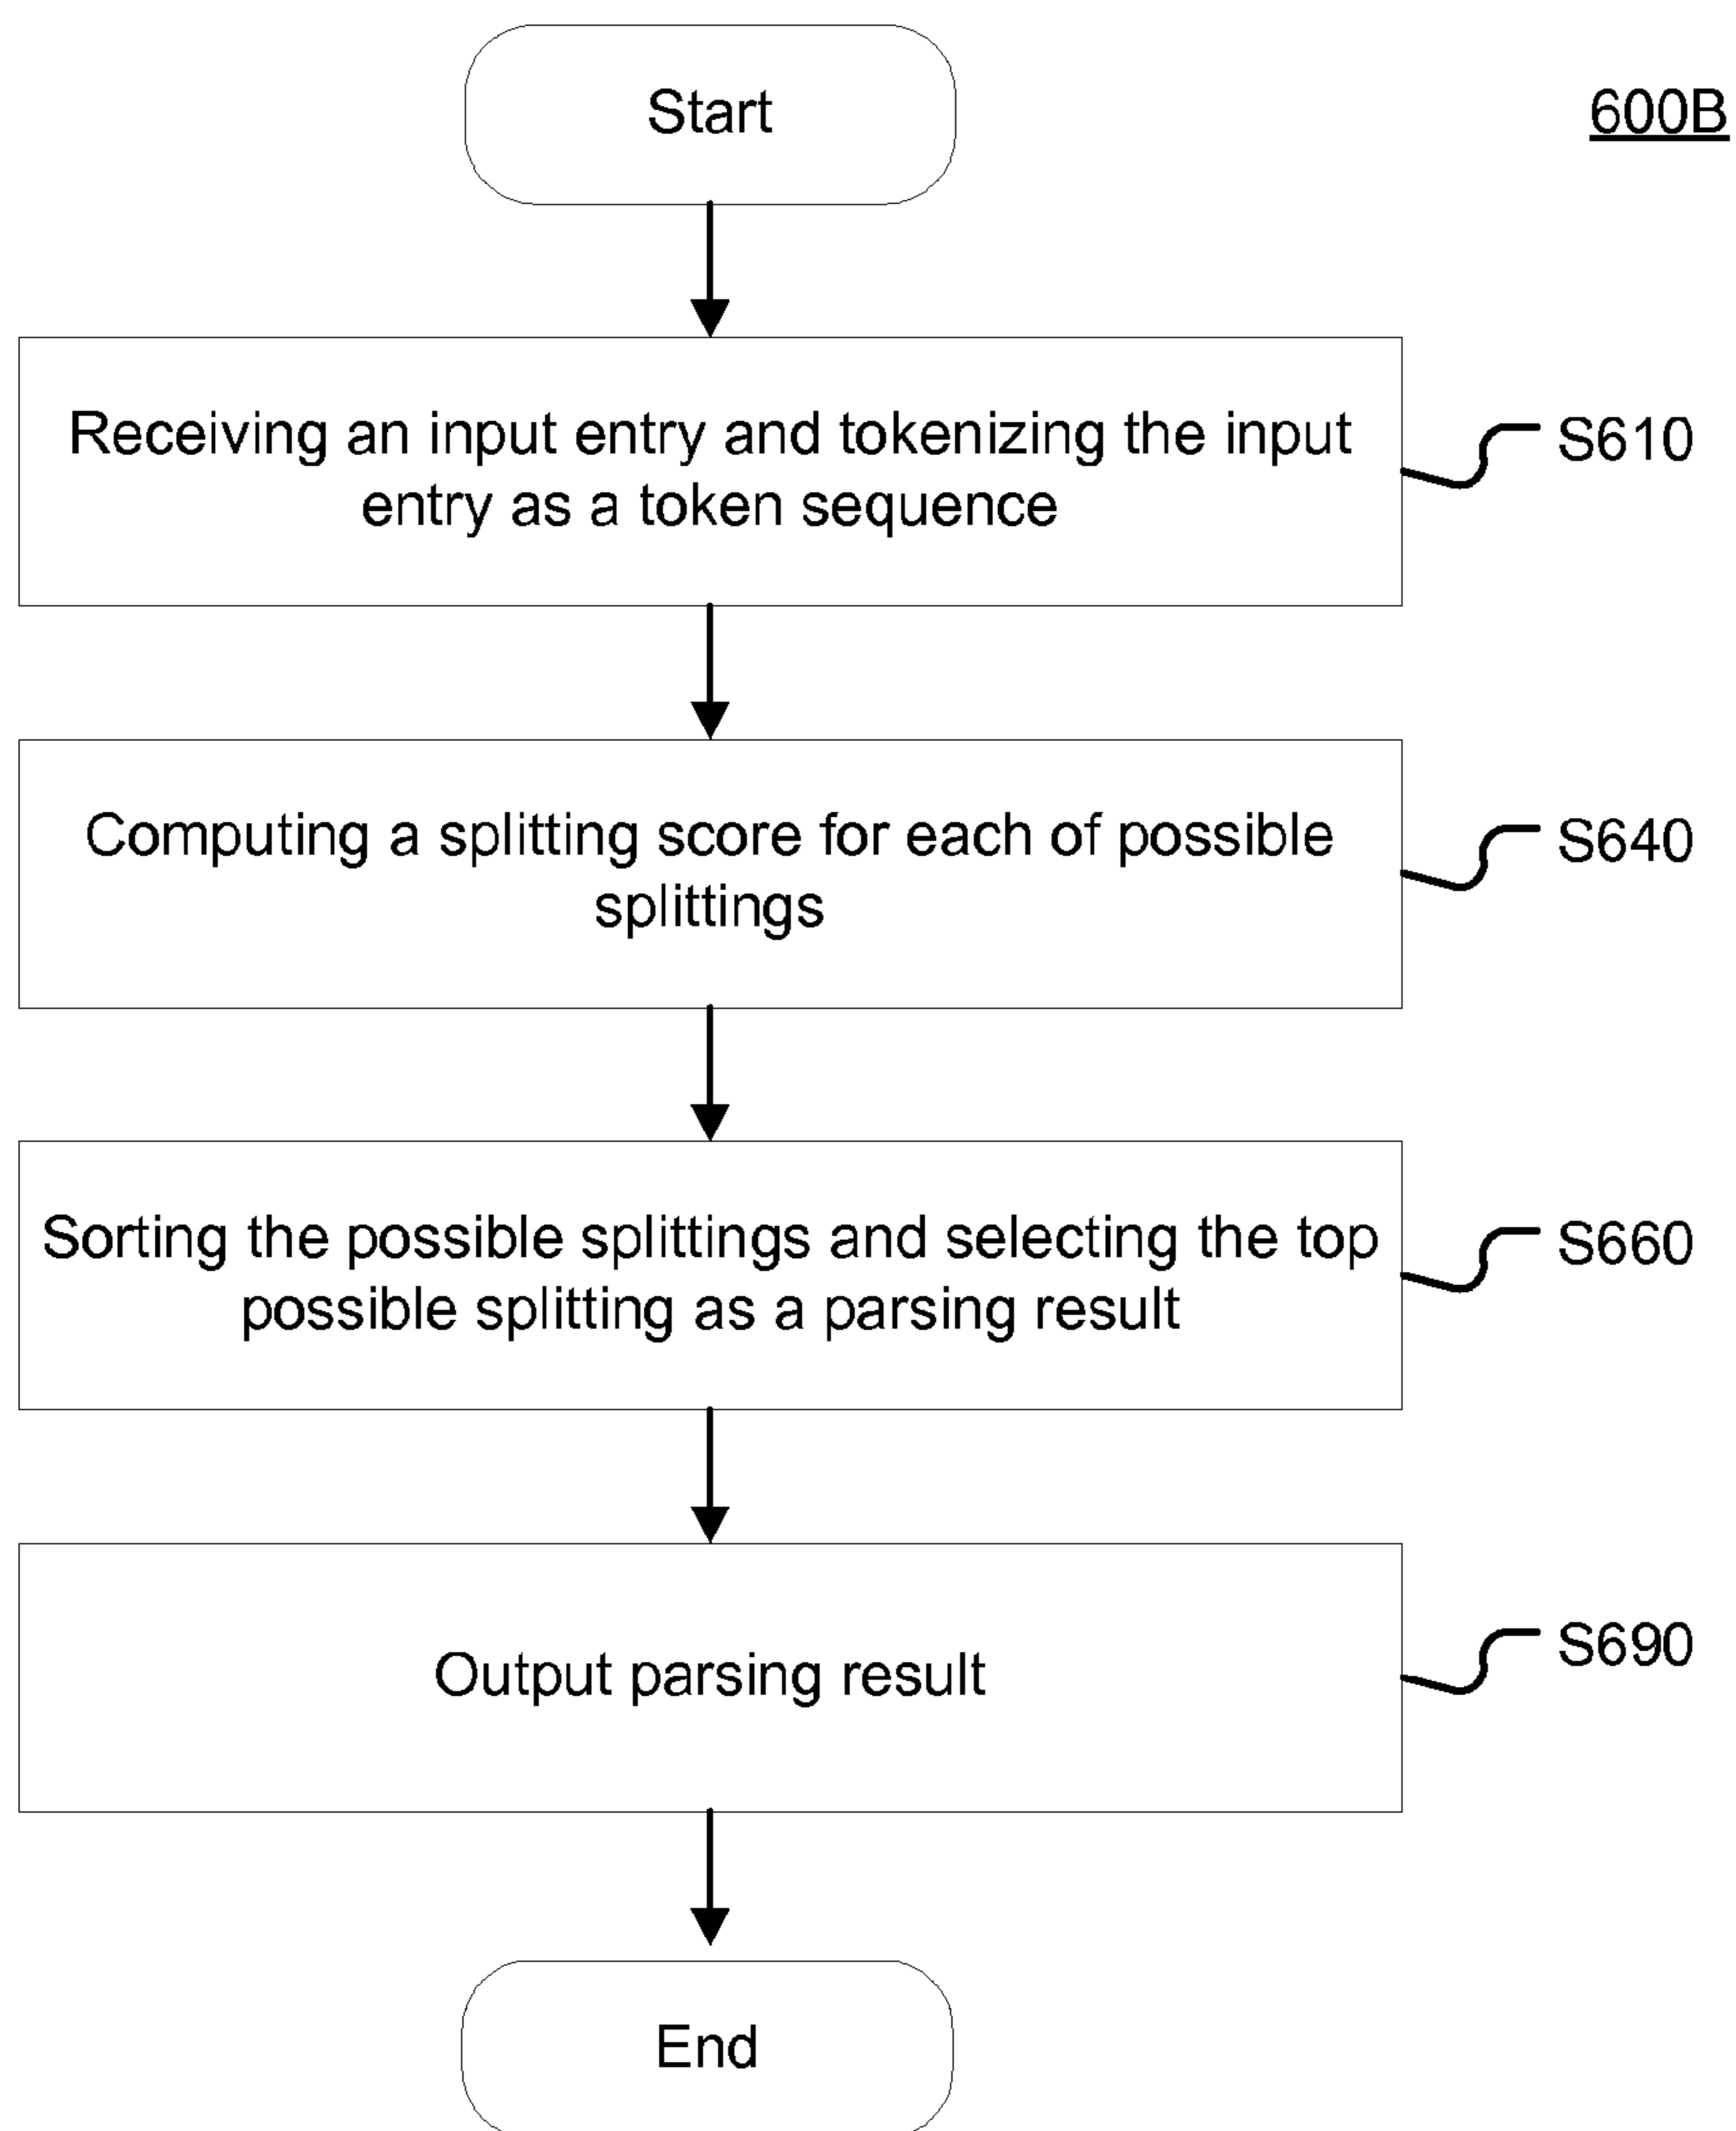 Start
600B
Receiving an input entry and tokenizing the input
entry as a token sequence
S610
Computing a splitting score for each of possible
splittings
S640
Sorting the possible splittings and selecting the top
possible splitting as a parsing result
S660
Output parsing result
S690
End